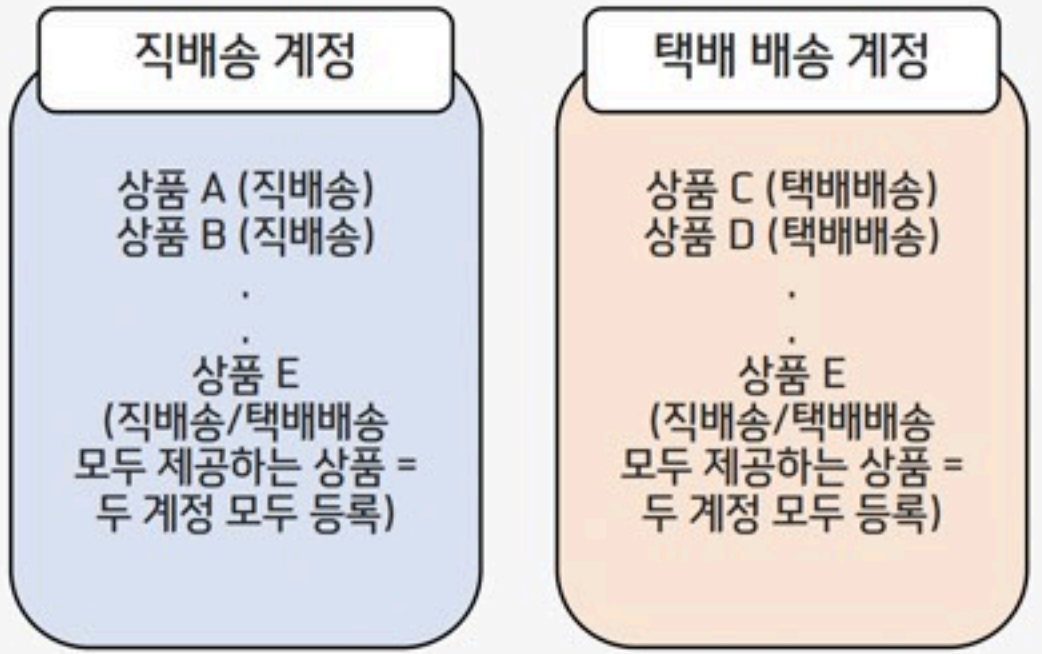 직배송 계정
상품 A (직배송)
상품 B (직배송)
.
.
상품 E
(직배송/택배배송
모두 제공하는 상품 =
두 계정 모두 등록)
택배 배송 계정
상품 C (택배배송)
상품 D (택배배송)
.
.
상품 E
(직배송/택배배송
모두 제공하는 상품 =
두 계정 모두 등록)